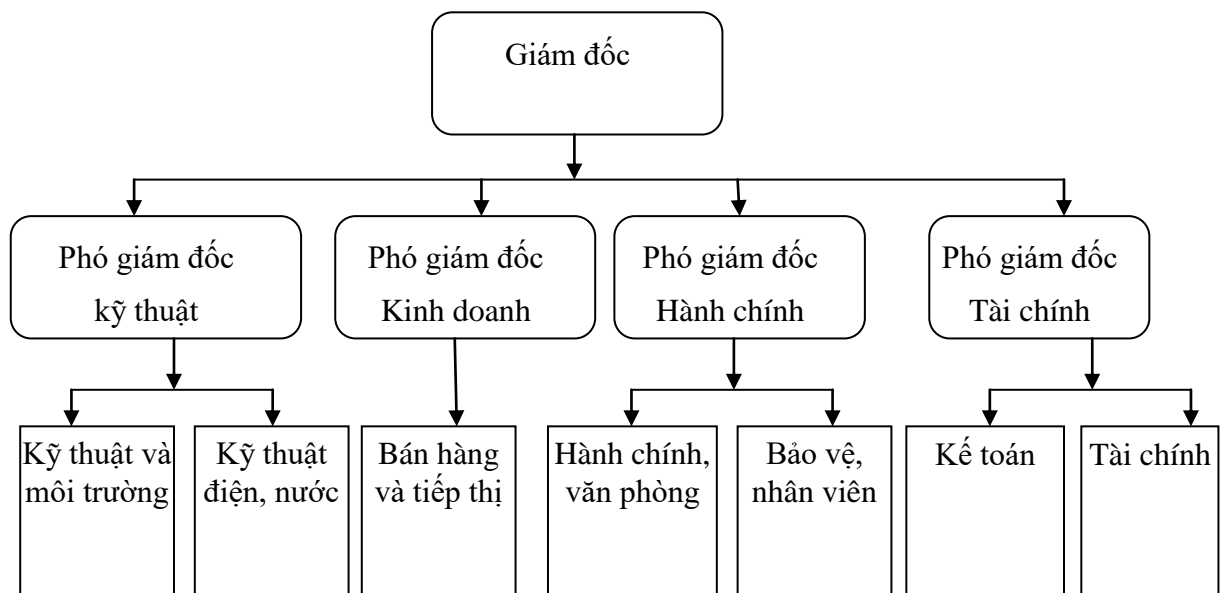 Giám đốc
Phó giám đốc
kỹ thuật
Phó giám đốc
Kinh doanh
Phó giám đốc
Hành chính
Phó giám đốc
Tài chính
Kỹ thuật và
môi trường
Kỹ thuật
điện, nước
Bán hàng
và tiếp thị
Hành chính,
văn phòng
Bảo vệ,
nhân viên
Kế toán
Tài chính